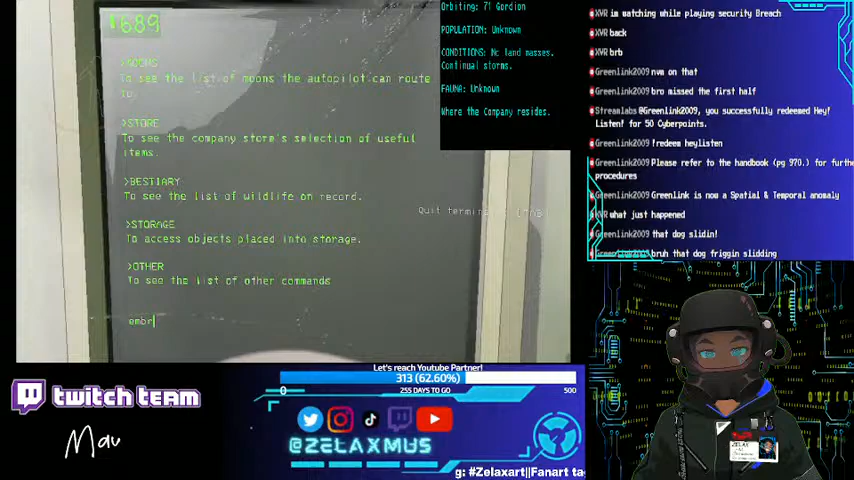 $689
>MOONS
To see the list of moons the autopilot can route
to.
>STORE
To see the company store's selection of useful
items.
>BESTIARY
To see the list of wildlife on record.
>STORAGE
To access objects placed into storage.
>OTHER
To see the list of other commands
embr
Quit
Orbiting: 71 Gordion
POPULATION: Unknown
CONDITIONS: No land masses.
Continual storms.
FAUNA: Unknown
Where the Company resides.
XVR im watching while playing security Breach
XVR back
XVR brb
Greenlink2009 nvm on that
Greenlink2009 bro missed the first half
Streamlabs @Greenlink2009, you successfully redeemed Hey!
Listen! for 50 Cyberpoints.
Greenlink2009 !redeem heylisten
Greenlink2009 Please refer to the handbook (pg 970.) for furthe
procedures
Greenlink2009 Greenlink is now a Spatial & Temporal anomaly
XVR what just happened
Greenlink2009 that dog slidin!
Greenlink2009 bruh that dog friggin slidding
twitch team
Mau
Let's reach Youtube Partner!
0
313 (62.60%)
500
255 DAYS TO GO
@ZELAXMUS
g: #Zelaxart||Fanart ta
ZELAX